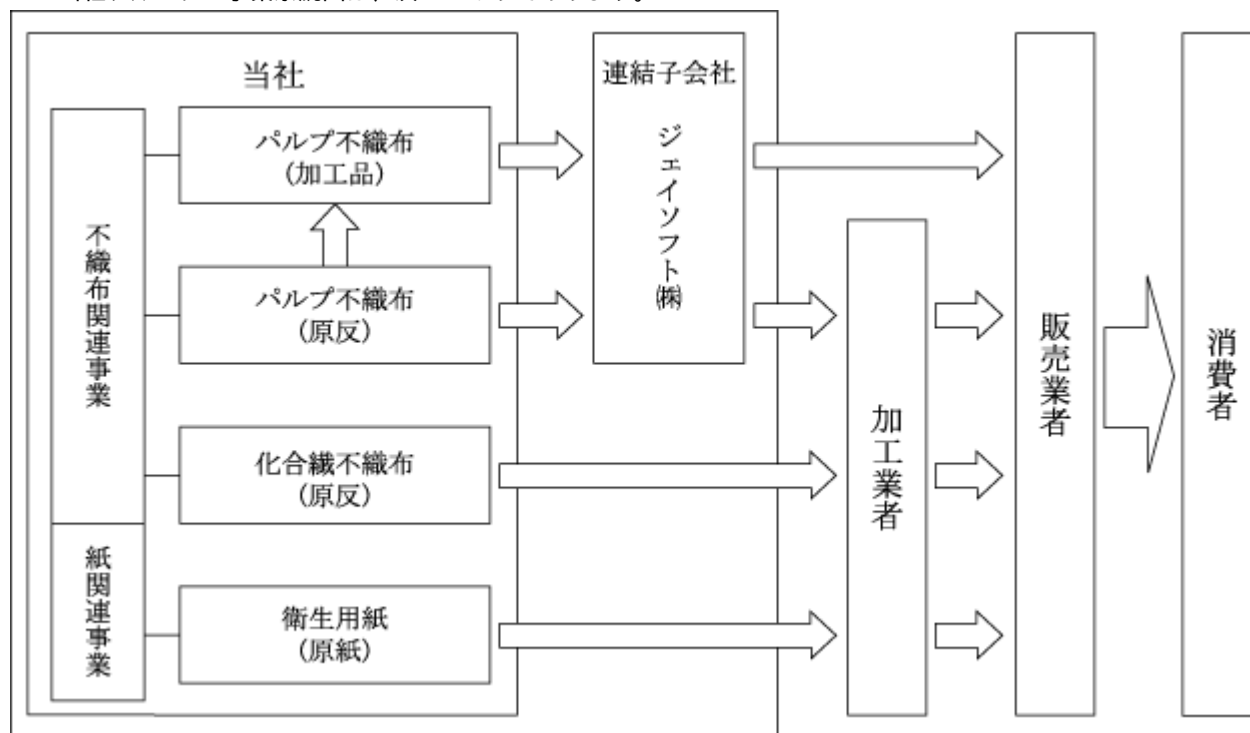 当社
不織布関連事業
紙関連事業
パルプ不織布
(加工品)
パルプ不織布
(原反)
化合繊不織布
(原反)
衛生用紙
(原紙)
連結子会社
ジェイソフト㈱
加工業者
販売業者
消費者